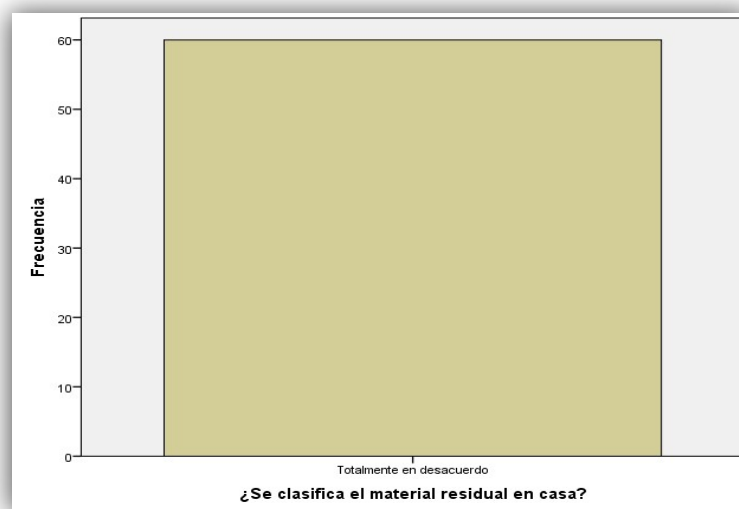 60
50
40
30
20
10
0
Frecuencia
Totalmente en desacuerdo
¿Se clasifica el material residual en casa?